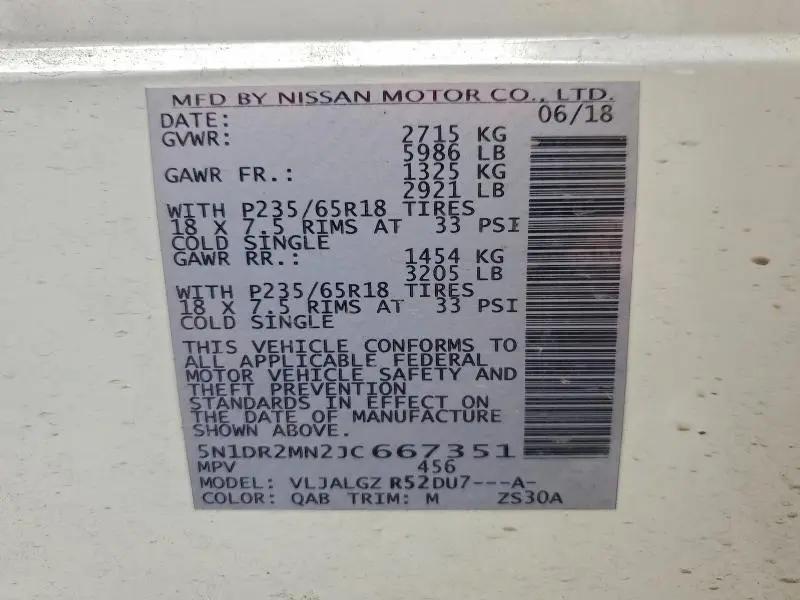 MFD BY NISSAN MOTOR CO., LTD.
DATE: 06/18
GVWR: 2715 KG
5986 LB
GAWR FR.: 1325 KG
2921 LB
WITH P235/65R18 TIRES
18 X 7.5 RIMS AT 33 PSI
COLD SINGLE
GAWR RR.: 1454 KG
3205 LB
WITH P235/65R18 TIRES
18 X 7.5 RIMS AT 33 PSI
COLD SINGLE
THIS VEHICLE CONFORMS TO
ALL APPLICABLE FEDERAL
MOTOR VEHICLE SAFETY AND
THEFT PREVENTION
STANDARDS IN EFFECT ON
THE DATE OF MANUFACTURE
SHOWN ABOVE.
5N1DR2MN2JC667351
MPV 456
MODEL: VLJALGZ R52DU7---A-
COLOR: QAB TRIM: M ZS30A